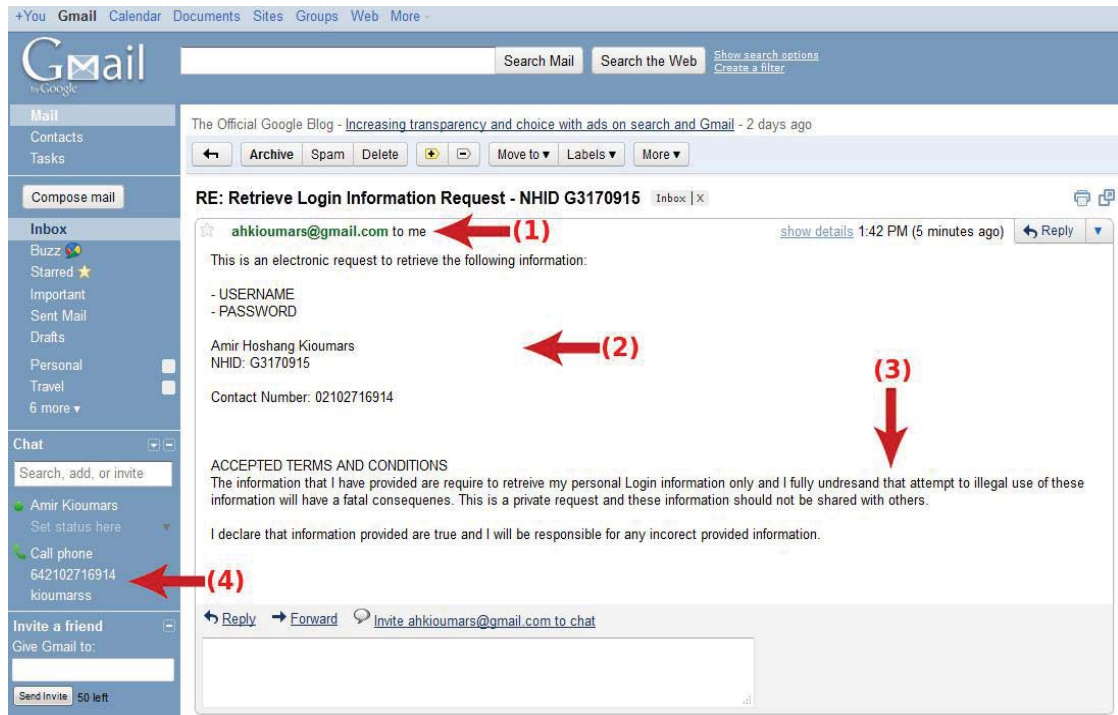 +You Gmail Calendar Documents Sites Groups Web More
Gmail
by Google
Search Mail Search the Web Show search options
Create a filter
Mail
Contacts
Tasks
Compose mail
Inbox
Buzz
Starred
Important
Sent Mail
Drafts
Personal
Travel
6 more ▾
Chat
Search, add, or invite
Amir Kioumars
Set status here
Call phone
642102716914
kioumarss
Invite a friend
Give Gmail to:
Send Invite 50 left
The Official Google Blog - Increasing transparency and choice with ads on search and Gmail - 2 days ago
Archive Spam Delete Move to ▾ Labels ▾ More ▾
RE: Retrieve Login Information Request - NHID G3170915 Inbox | X
ahkioumars@gmail.com to me (1) show details 1:42 PM (5 minutes ago) Reply
This is an electronic request to retrieve the following information:
- USERNAME
- PASSWORD
Amir Hoshang Kioumars (2)
NHID: G3170915
(3)
Contact Number: 02102716914
ACCEPTED TERMS AND CONDITIONS
The information that I have provided are require to retreive my personal Login information only and I fully undresand that attempt to illegal use of these
information will have a fatal consequenes. This is a private request and these information should not be shared with others.
I declare that information provided are true and I will be responsible for any incorect provided information.
(4)
Reply Forward Invite ahkioumars@gmail.com to chat